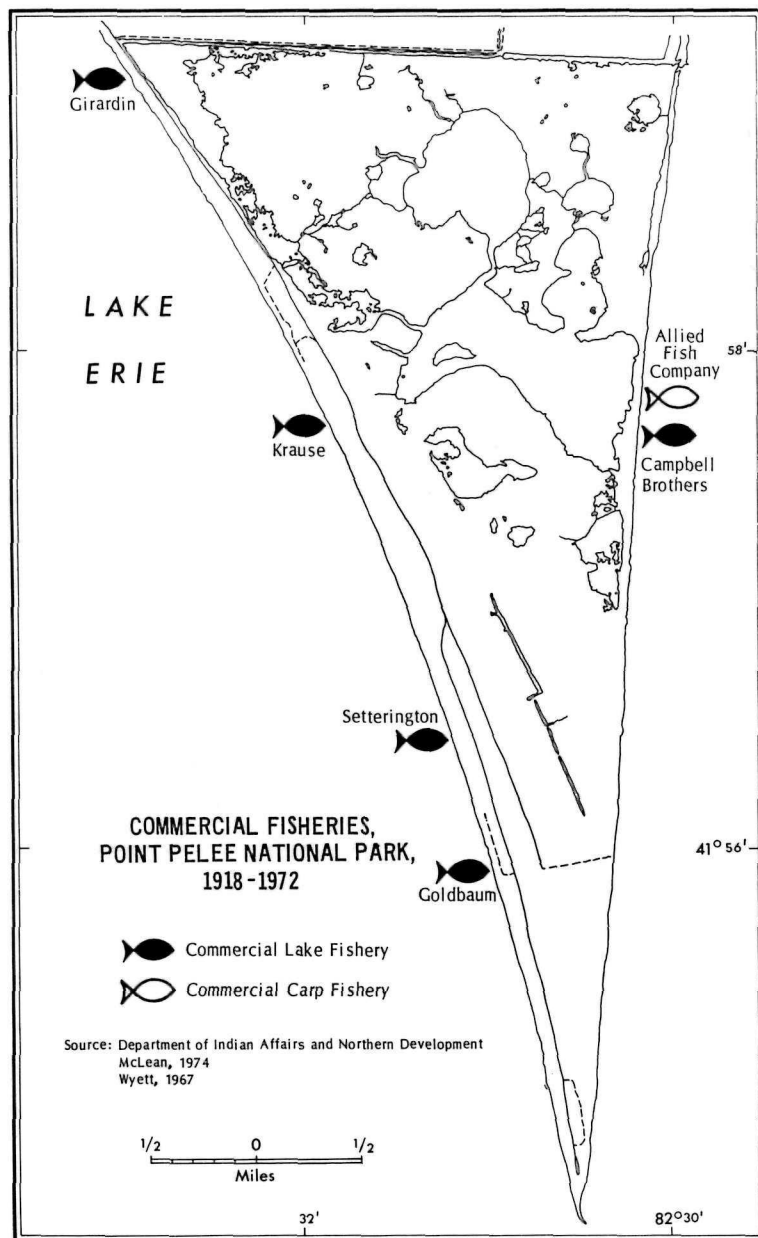 Girardin
LAKE
ERIE
Allied
Fish
Company
58'
Krause
Campbell
Brothers
Setterington
COMMERCIAL FISHERIES,
POINT PELEE NATIONAL PARK,
1918-1972
41° 56'
Goldbaum
Commercial Lake Fishery
Commercial Carp Fishery
Source: Department of Indian Affairs and Northern Development
McLean, 1974
Wyett, 1967
1/2 0 1/2
Miles
32' 82° 30'